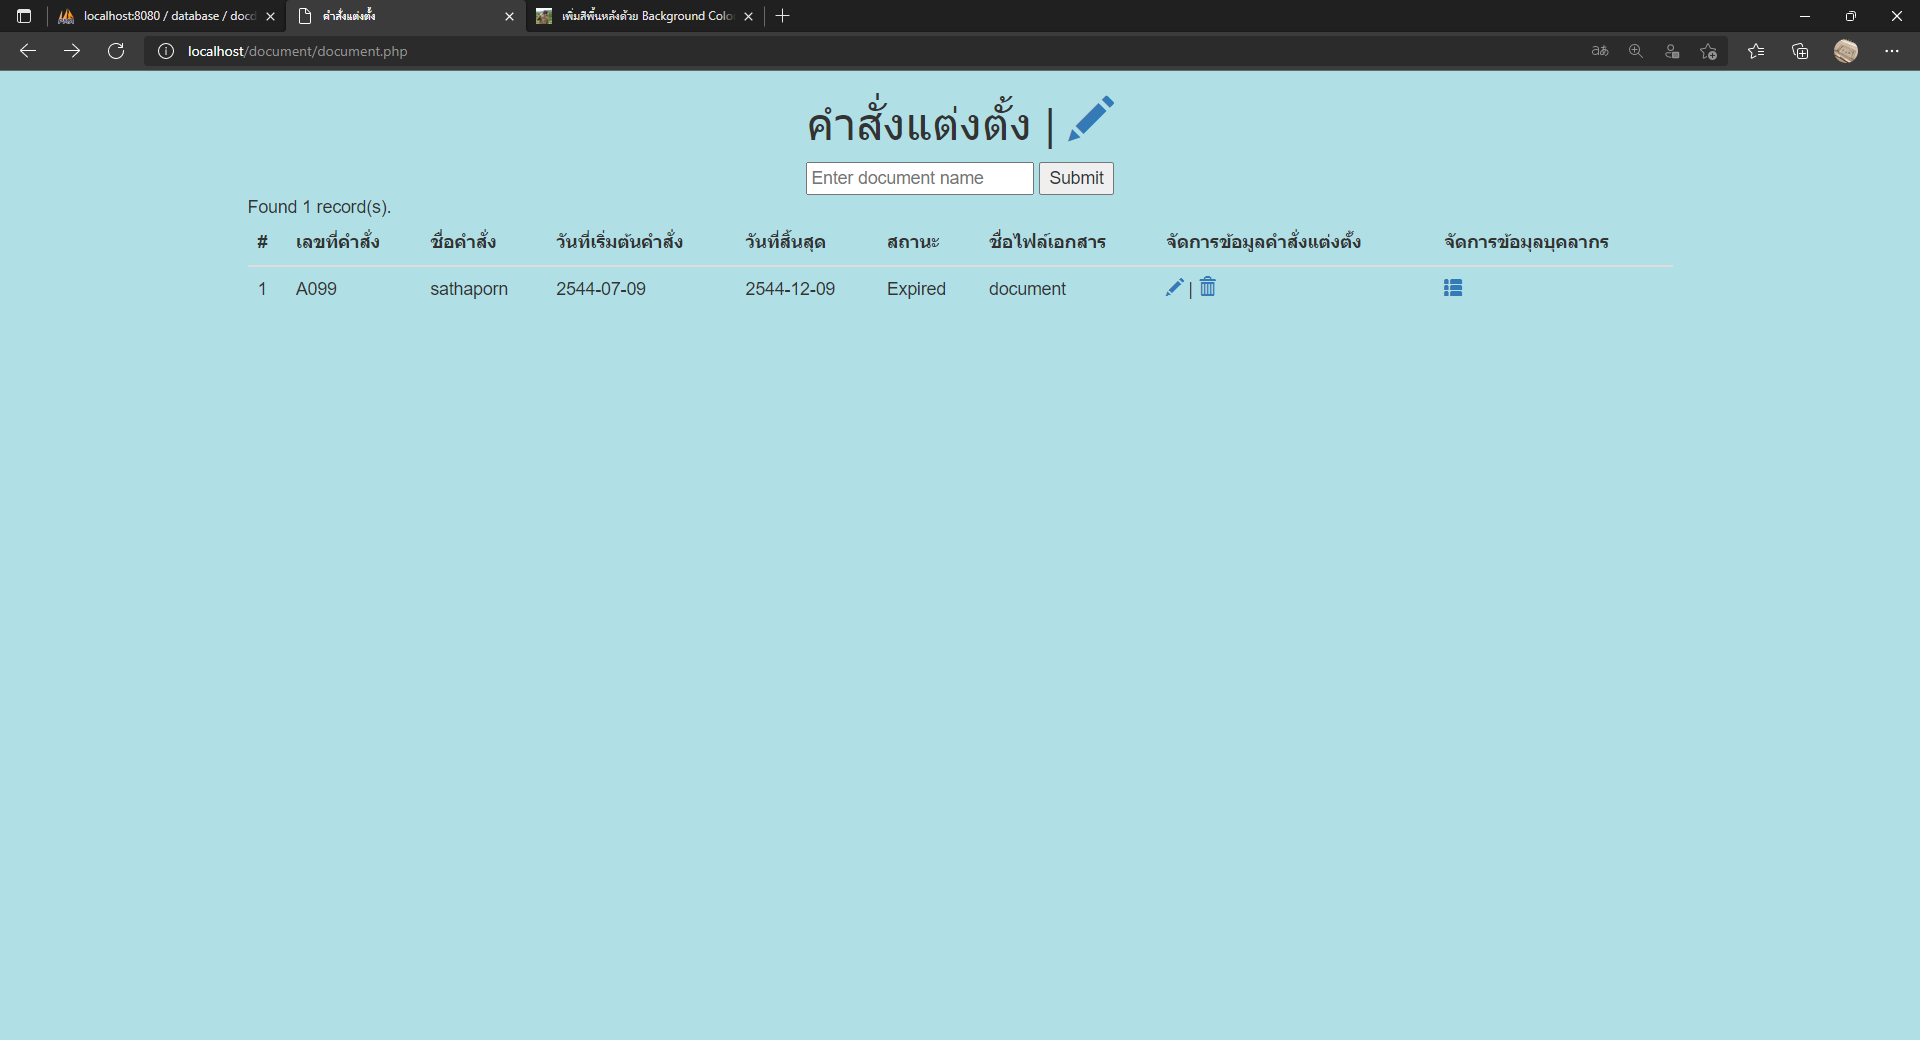 localhost:8080 / database / docd
คำสั่งแต่งตั้ง
เพิ่มสีพื้นหลังด้วย Background Color
localhost/document/document.php
คำสั่งแต่งตั้ง |
Enter document name Submit
Found 1 record(s).
# เลขที่คำสั่ง ชื่อคำสั่ง วันที่เริ่มต้นคำสั่ง วันที่สิ้นสุด สถานะ ชื่อไฟล์เอกสาร จัดการข้อมูลคำสั่งแต่งตั้ง จัดการข้อมุลบุคลากร
1 A099 sathaporn 2544-07-09 2544-12-09 Expired document |